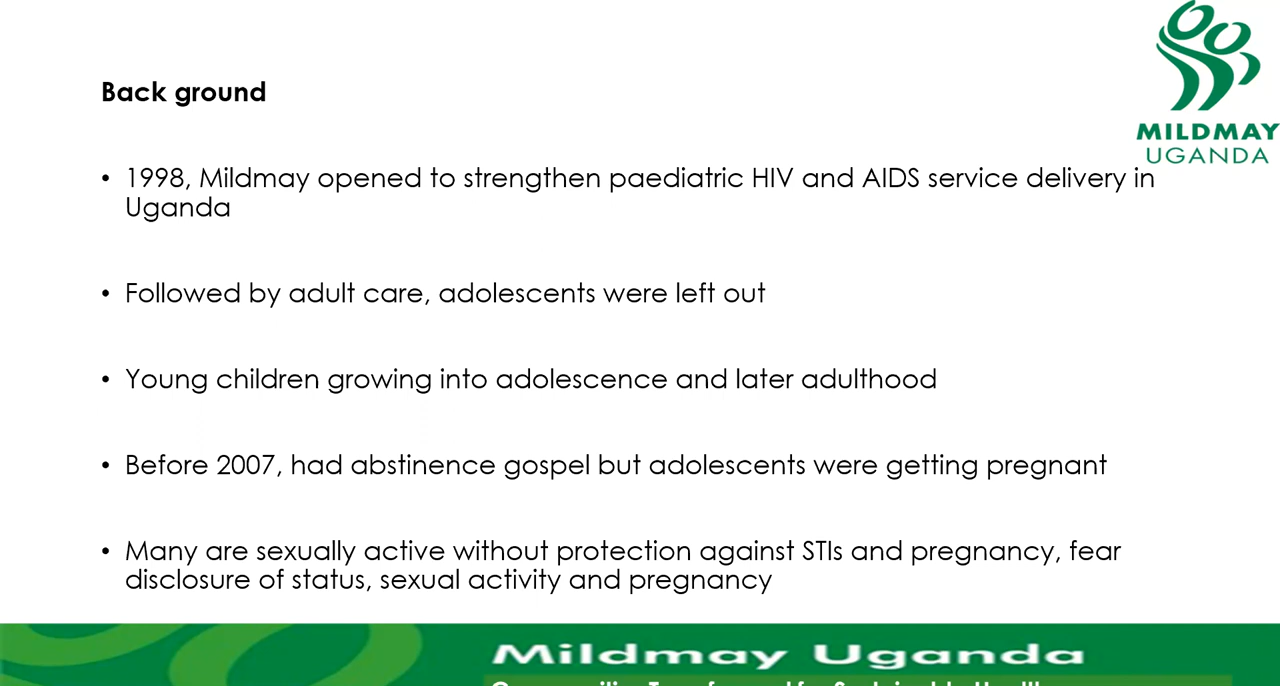 Back ground
MILDMAY
UGANDA
• 1998, Mildmay opened to strengthen paediatric HIV and AIDS service delivery in
Uganda
• Followed by adult care, adolescents were left out
• Young children growing into adolescence and later adulthood
• Before 2007, had abstinence gospel but adolescents were getting pregnant
• Many are sexually active without protection against STIs and pregnancy, fear
disclosure of status, sexual activity and pregnancy
Mildmay Uganda